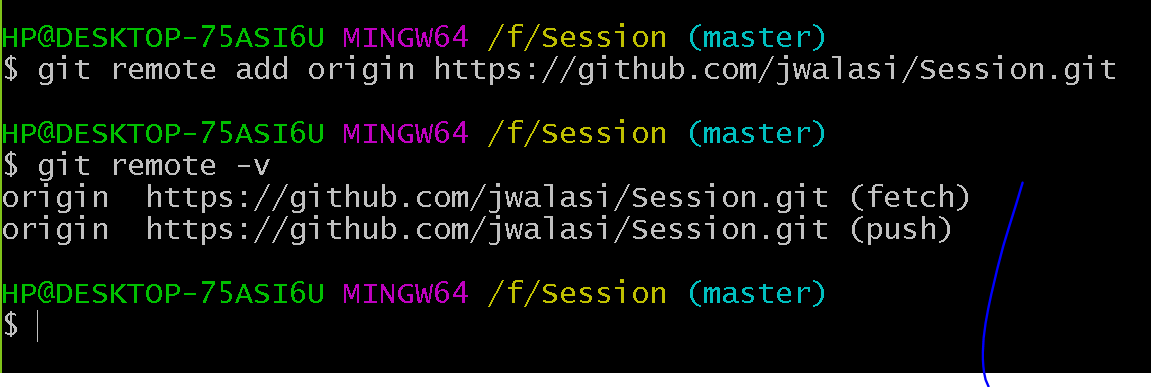 HP@DESKTOP-75ASI6U MINGW64 /f/Session (master)
$ git remote add origin https://github.com/jwalasi/Session.git
HP@DESKTOP-75ASI6U MINGW64 /f/Session (master)
$ git remote -v
origin  https://github.com/jwalasi/Session.git (fetch)
origin  https://github.com/jwalasi/Session.git (push)
HP@DESKTOP-75ASI6U MINGW64 /f/Session (master)
$